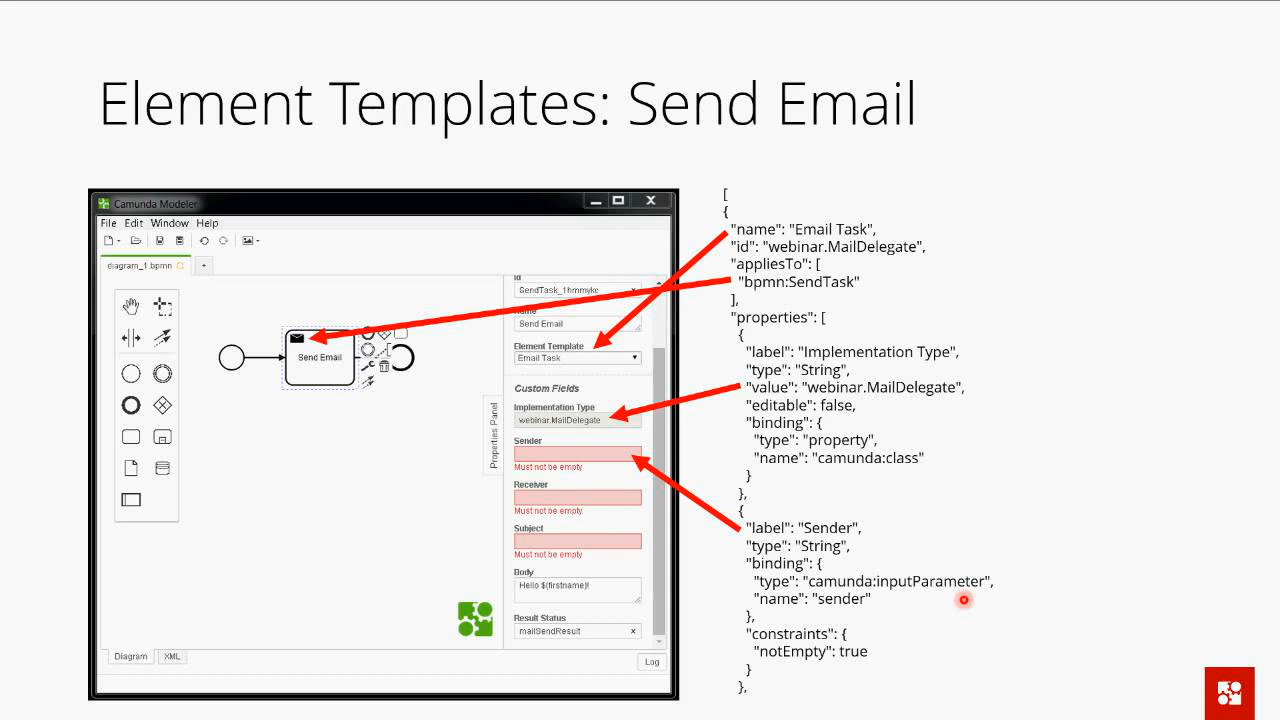 Element Templates: Send Email
Camunda Modeler
File Edit Window Help
diagram_1.bpmn
+
Send Email
Properties Panel
Id
SendTask_1hmmykc
Name
Send Email
Element Template
Email Task
Custom Fields
Implementation Type
webinar.MailDelegate
Sender
Must not be empty
Receiver
Must not be empty
Subject
Must not be empty
Body
Hello ${firstname}!
Result Status
mailSendResult
Diagram XML
Log
[
{
"name": "Email Task",
"id": "webinar.MailDelegate",
"appliesTo": [
"bpmn:SendTask"
],
"properties": [
{
"label": "Implementation Type",
"type": "String",
"value": "webinar.MailDelegate",
"editable": false,
"binding": {
"type": "property",
"name": "camunda:class"
}
},
{
"label": "Sender",
"type": "String",
"binding": {
"type": "camunda:inputParameter",
"name": "sender"
},
"constraints": {
"notEmpty": true
}
},